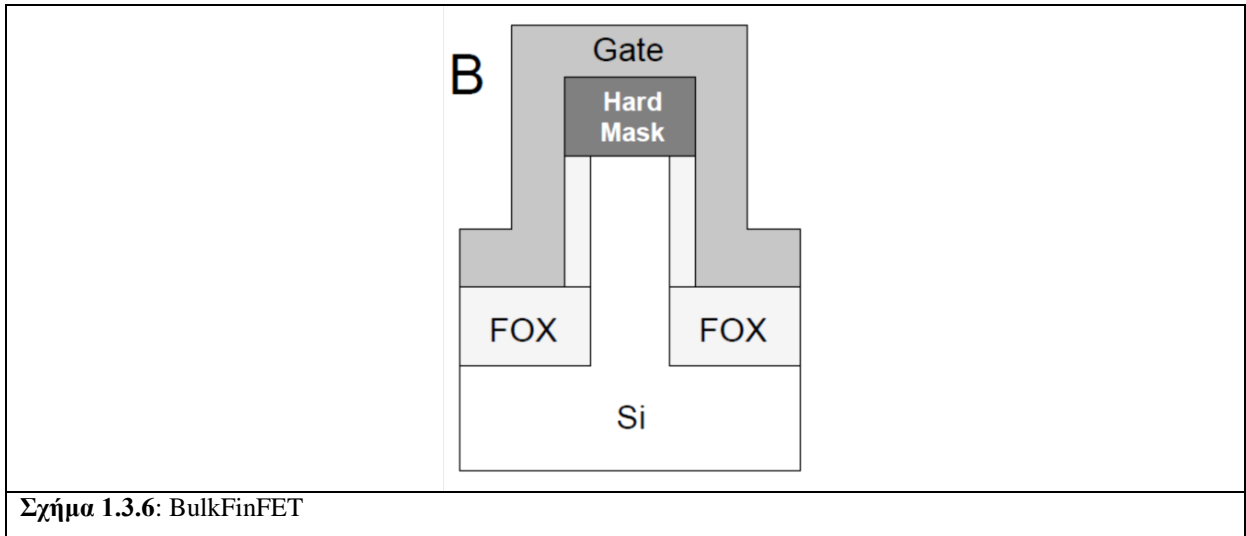 Gate
B
Hard
Mask
FOX
FOX
Si
Σχήμα 1.3.6: BulkFinFET